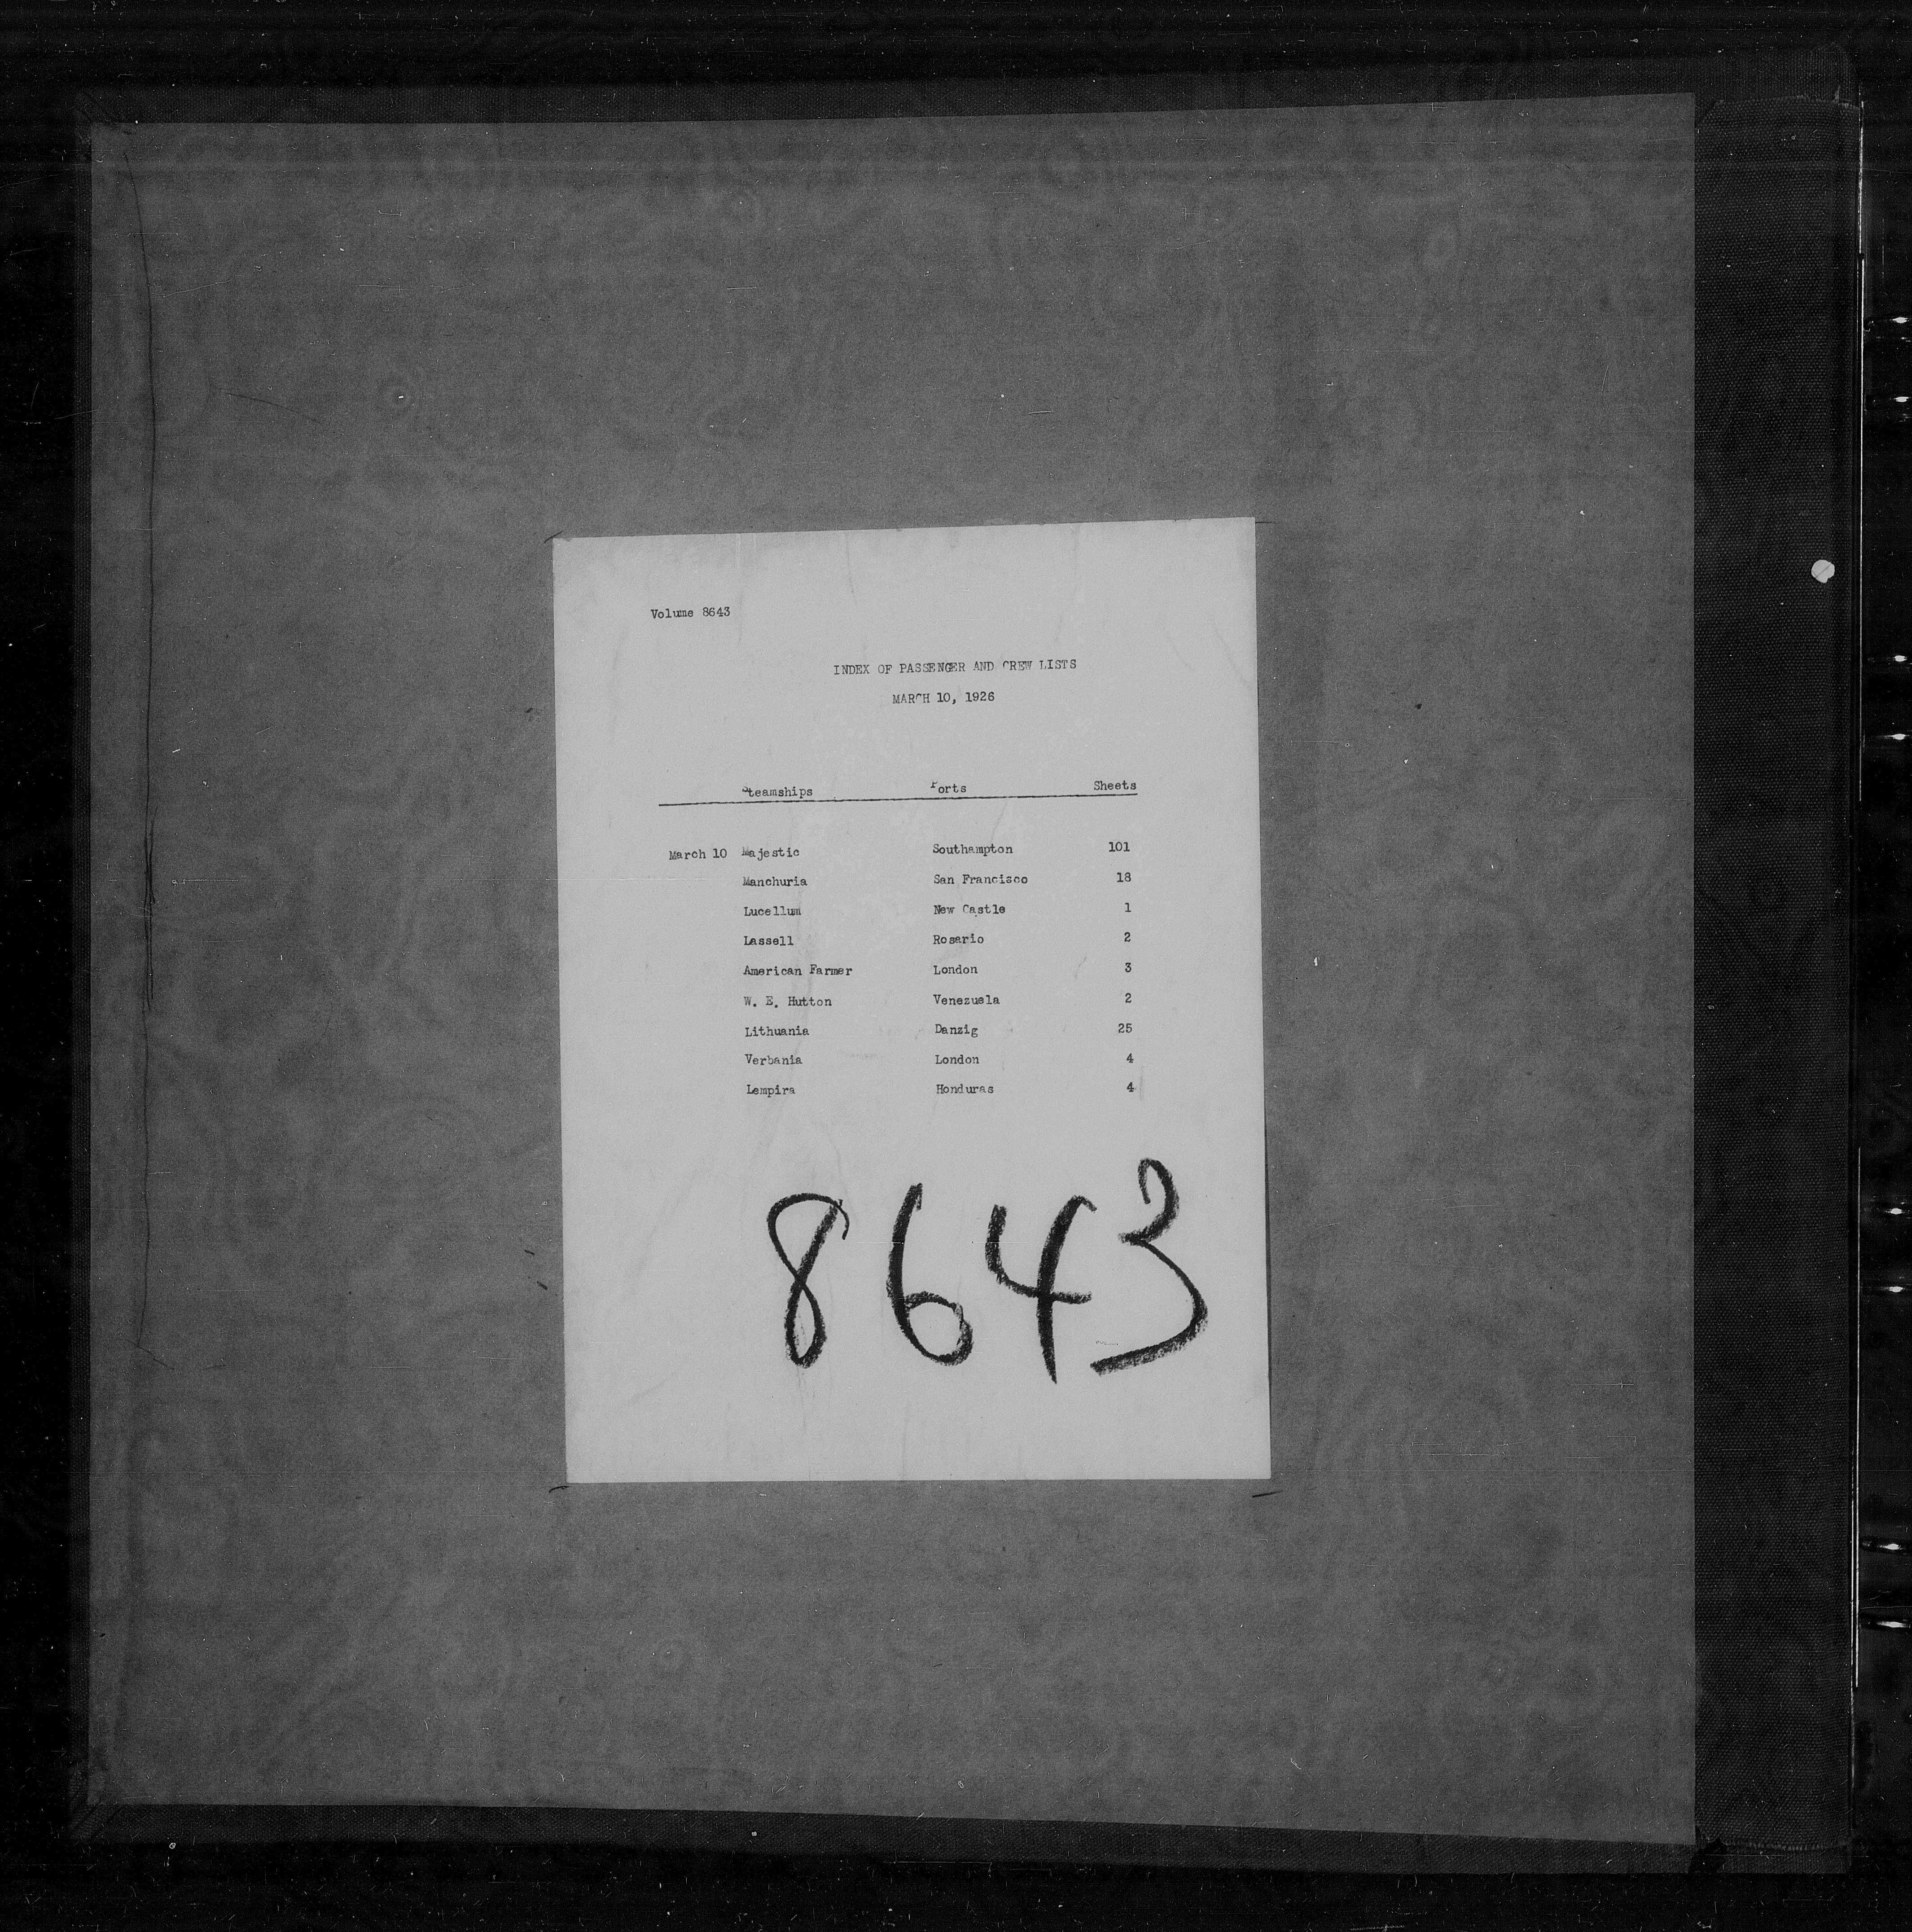 Volume 8643
INDEX OF PASSENGER AND CREW LISTS
MARCH 10, 1926
Steamships Ports Sheets
March 10 Majestic Southampton 101
Manchuria San Francisco 18
Lucellum New Castle 1
Lassell Rosario 2
American Farmer London 3
W. E. Hutton Venezuela 2
Lithuania Danzig 25
Verbania London 4
Lempira Honduras 4
8643